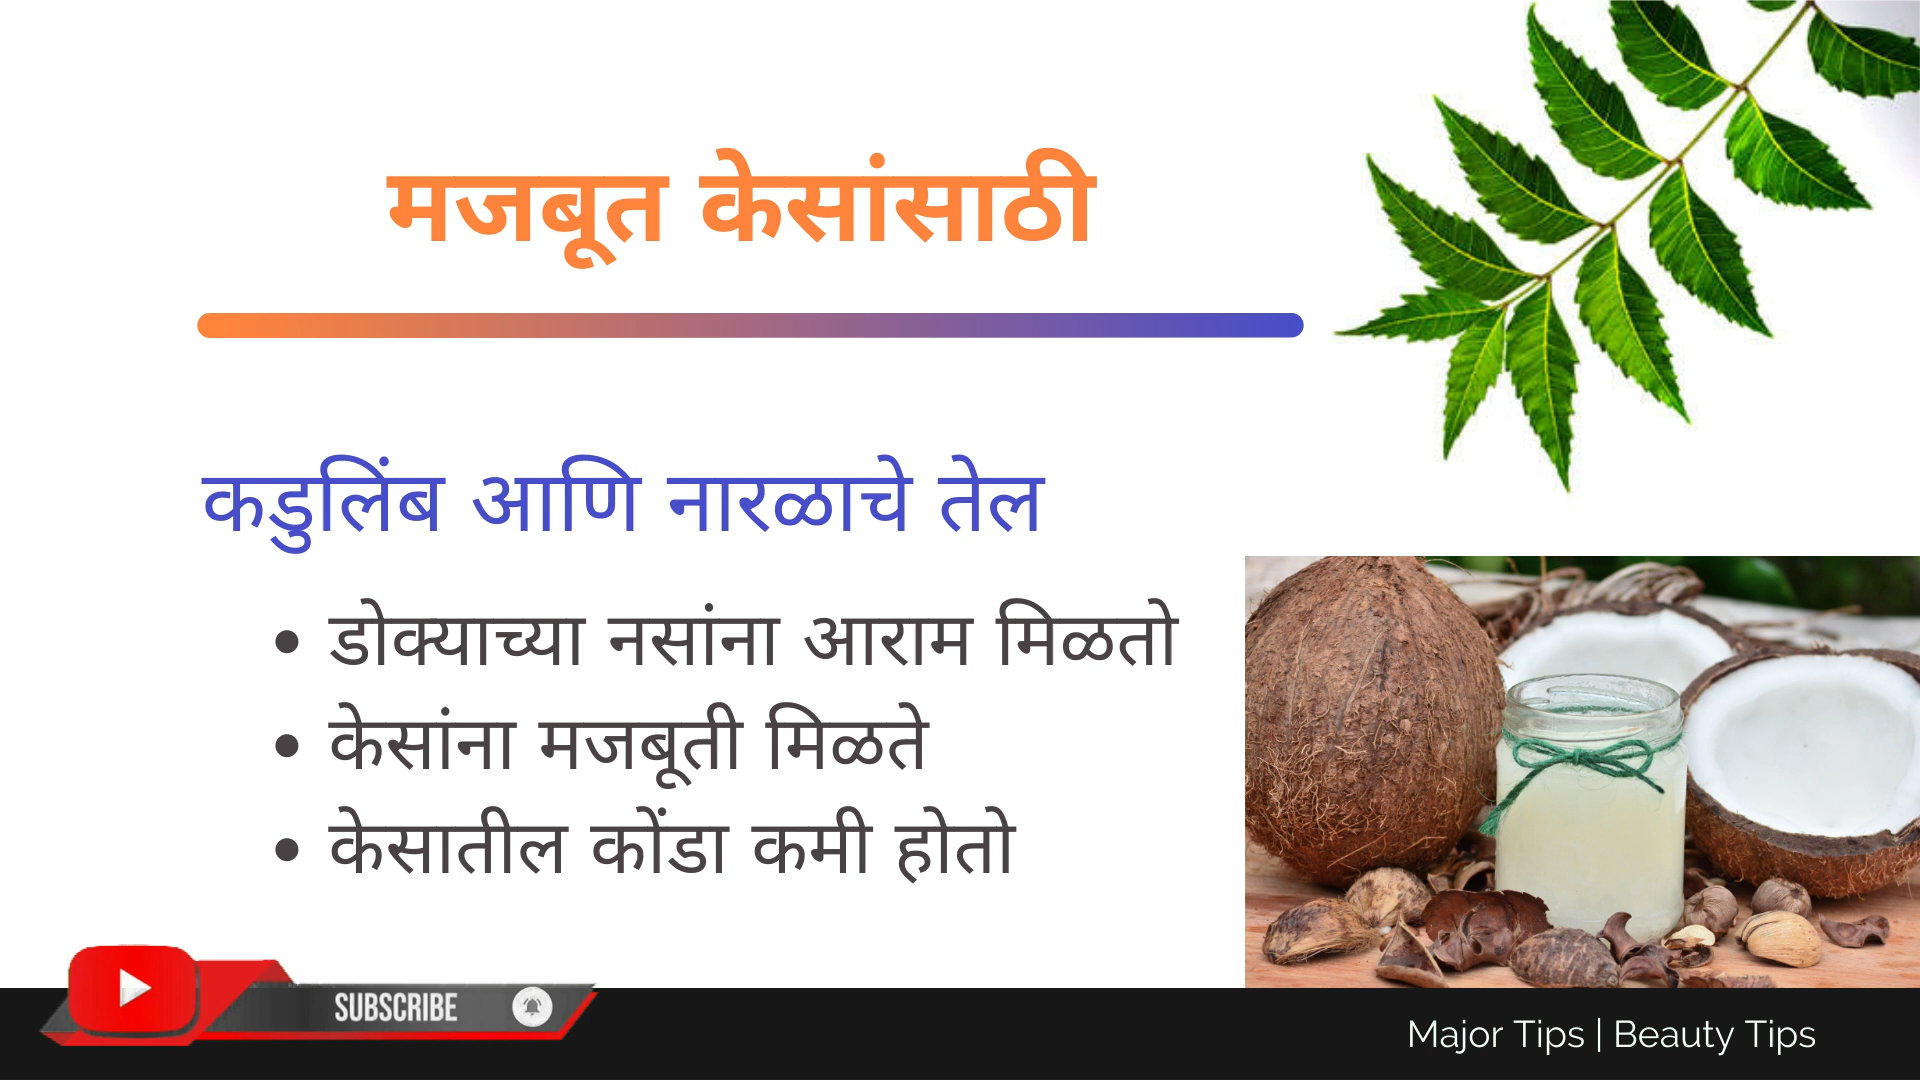 मजबूत केसांसाठी
कडुलिंब आणि नारळाचे तेल
• डोक्याच्या नसांना आराम मिळतो
• केसांना मजबूती मिळते
• केसातील कोंडा कमी होतो
SUBSCRIBE
Major Tips | Beauty Tips